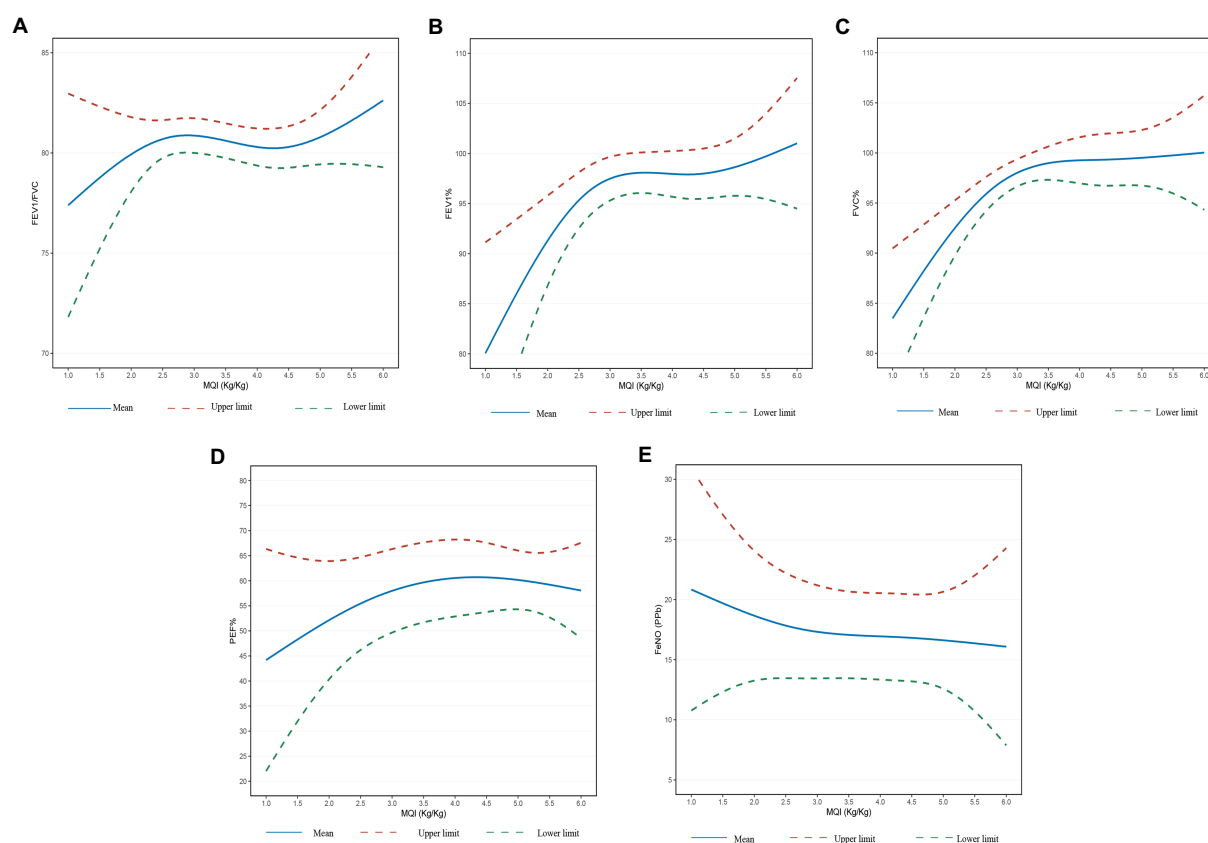 A
FEV1/FVC
85
80
75
70
1.0 1.5 2.0 2.5 3.0 3.5 4.0 4.5 5.0 5.5 6.0
MQI (Kg/Kg)
Mean Upper limit Lower limit
B
FEV1%
110
105
100
95
90
85
80
1.0 1.5 2.0 2.5 3.0 3.5 4.0 4.5 5.0 5.5 6.0
MQI (Kg/Kg)
Mean Upper limit Lower limit
C
FVC%
110
105
100
95
90
85
80
1.0 1.5 2.0 2.5 3.0 3.5 4.0 4.5 5.0 5.5 6.0
MQI (Kg/Kg)
Mean Upper limit Lower limit
D
PEF%
80
75
70
65
60
55
50
45
40
35
30
25
20
1.0 1.5 2.0 2.5 3.0 3.5 4.0 4.5 5.0 5.5 6.0
MQI (Kg/Kg)
Mean Upper limit Lower limit
E
FeNO (PPb)
30
25
20
15
10
5
1.0 1.5 2.0 2.5 3.0 3.5 4.0 4.5 5.0 5.5 6.0
MQI (Kg/Kg)
Mean Upper limit Lower limit